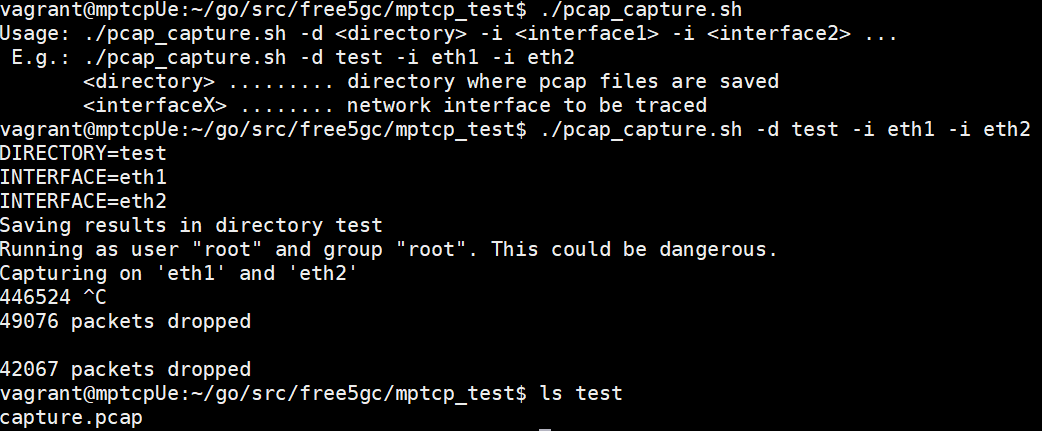 vagrant@mptcpUe:~/go/src/free5gc/mptcp_test$ ./pcap_capture.sh
Usage: ./pcap_capture.sh -d <directory> -i <interface1> -i <interface2> ...
 E.g.: ./pcap_capture.sh -d test -i eth1 -i eth2
       <directory> ......... directory where pcap files are saved
       <interfaceX> ........ network interface to be traced
vagrant@mptcpUe:~/go/src/free5gc/mptcp_test$ ./pcap_capture.sh -d test -i eth1 -i eth2
DIRECTORY=test
INTERFACE=eth1
INTERFACE=eth2
Saving results in directory test
Running as user "root" and group "root". This could be dangerous.
Capturing on 'eth1' and 'eth2'
446524 ^C
49076 packets dropped

42067 packets dropped
vagrant@mptcpUe:~/go/src/free5gc/mptcp_test$ ls test
capture.pcap